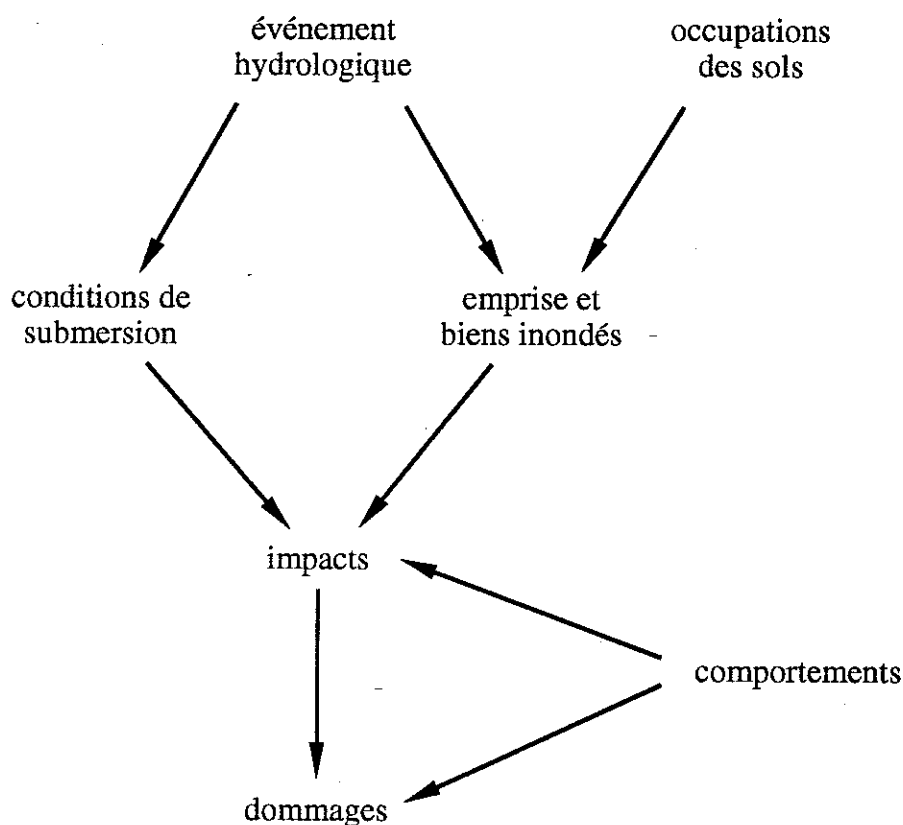 événement
hydrologique
occupations
des sols
conditions de
submersion
emprise et
biens inondés
impacts
comportements
dommages